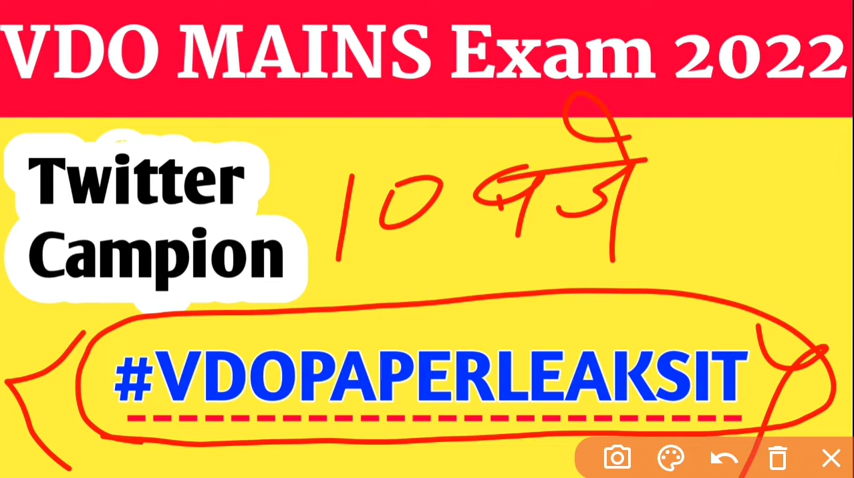 VDO MAINS Exam 2022
Twitter
Campion
10 बजे
#VDOPAPERLEAKSIT